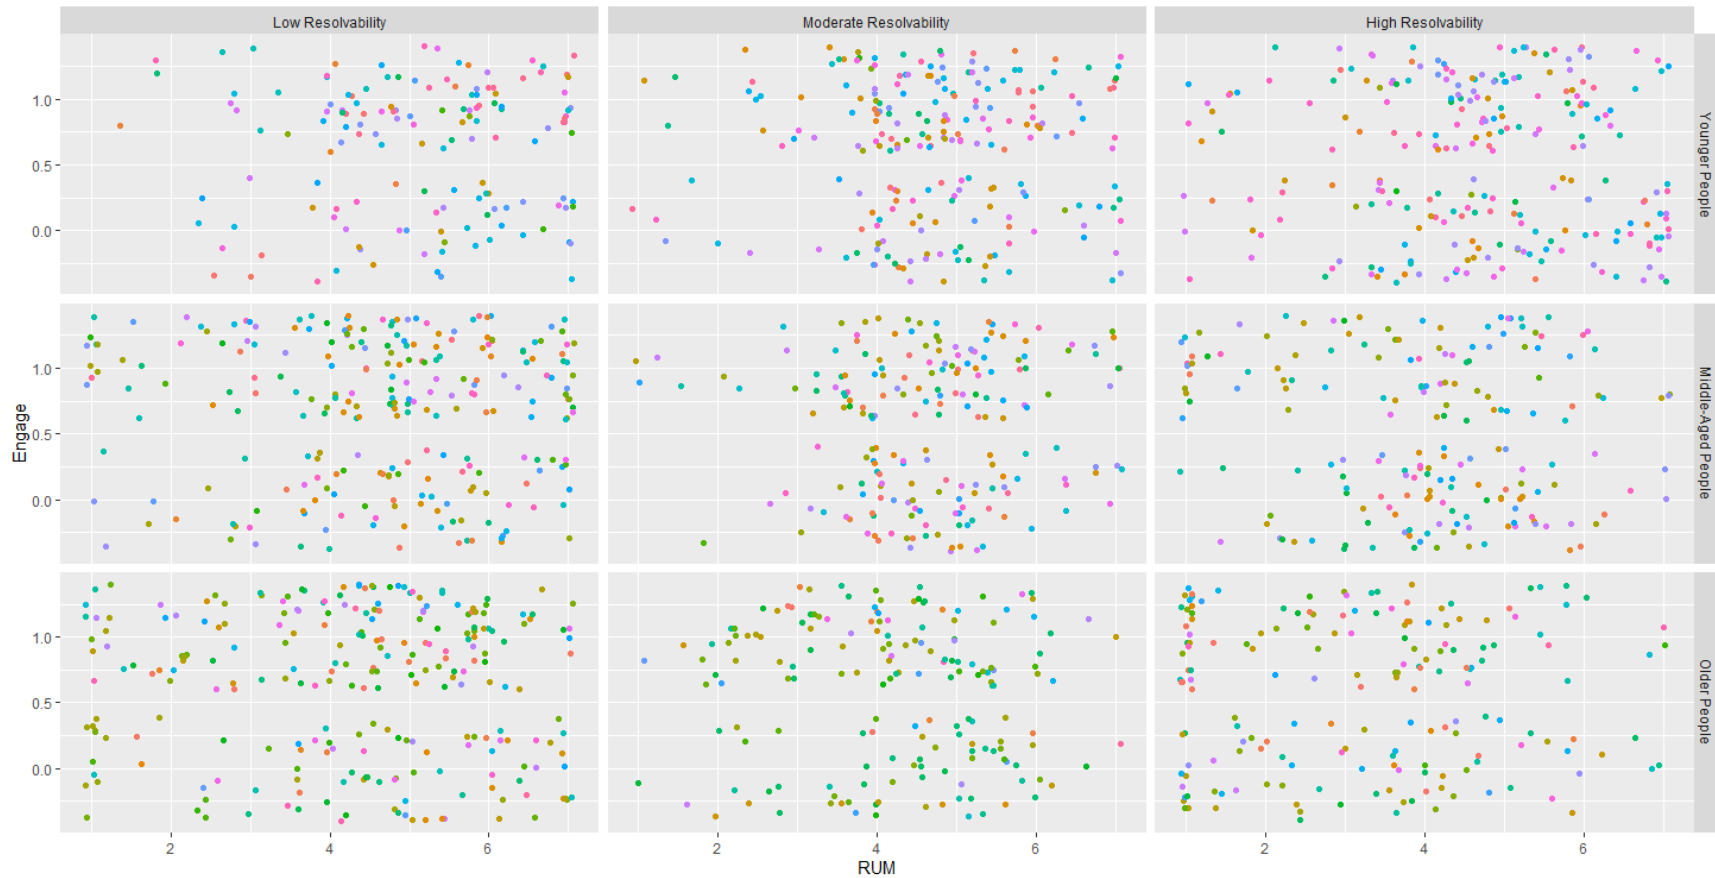 Low Resolvability
Moderate Resolvability
High Resolvability
Engage
1.0
0.5
0.0
Younger People
1.0
0.5
0.0
Middle-Aged People
1.0
0.5
0.0
Older People
2
4
6
2
4
6
2
4
6
RUM